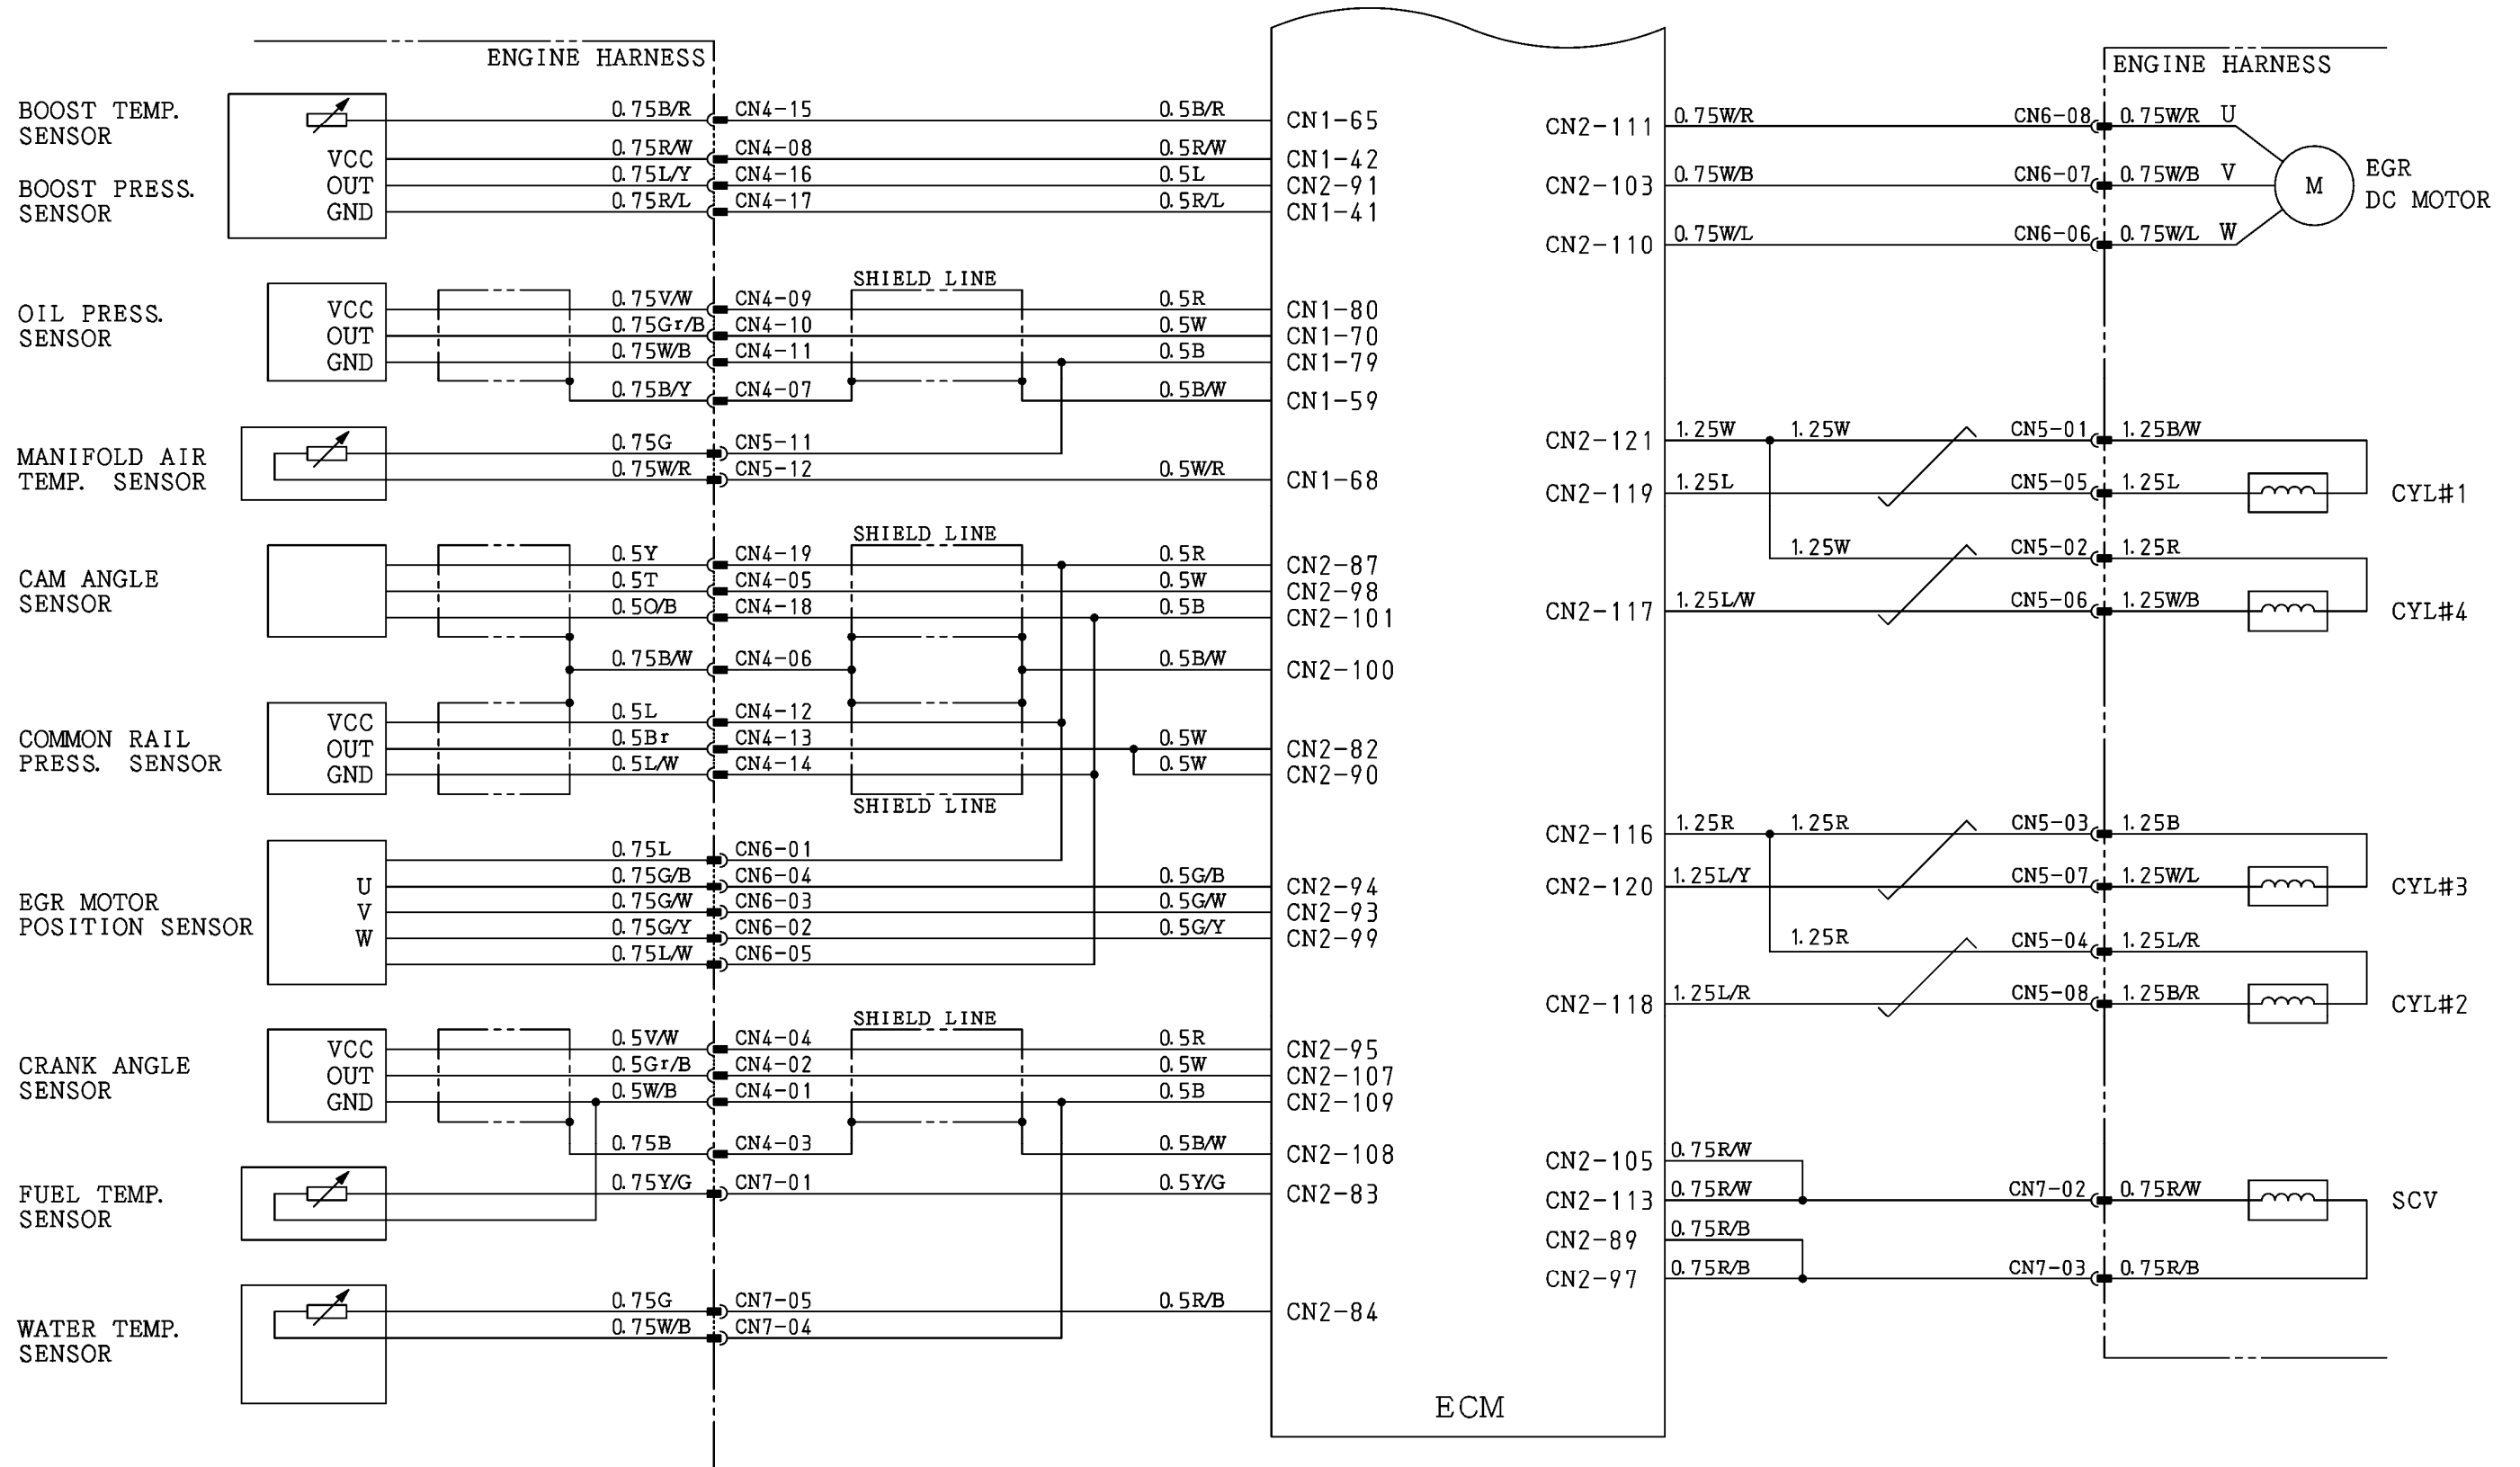 ENGINE HARNESS
BOOST TEMP.
SENSOR
BOOST PRESS.
SENSOR
VCC
OUT
GND
0.75B/R CN4-15 0.5B/R CN1-65
0.75R/W CN4-08 0.5R/W CN1-42
0.75L/Y CN4-16 0.5L CN2-91
0.75R/L CN4-17 0.5R/L CN1-41
OIL PRESS.
SENSOR
VCC
OUT
GND
SHIELD LINE
0.75V/W CN4-09 0.5R CN1-80
0.75Gr/B CN4-10 0.5W CN1-70
0.75W/B CN4-11 0.5B CN1-79
0.75B/Y CN4-07 0.5B/W CN1-59
MANIFOLD AIR
TEMP. SENSOR
0.75G CN5-11
0.75W/R CN5-12 0.5W/R CN1-68
CAM ANGLE
SENSOR
SHIELD LINE
0.5Y CN4-19 0.5R CN2-87
0.5T CN4-05 0.5W CN2-98
0.5O/B CN4-18 0.5B CN2-101
0.75B/W CN4-06 0.5B/W CN2-100
COMMON RAIL
PRESS. SENSOR
VCC
OUT
GND
0.5L CN4-12
0.5Br CN4-13 0.5W CN2-82
0.5L/W CN4-14 0.5W CN2-90
SHIELD LINE
EGR MOTOR
POSITION SENSOR
U
V
W
0.75L CN6-01
0.75G/B CN6-04 0.5G/B CN2-94
0.75G/W CN6-03 0.5G/W CN2-93
0.75G/Y CN6-02 0.5G/Y CN2-99
0.75L/W CN6-05
CRANK ANGLE
SENSOR
VCC
OUT
GND
SHIELD LINE
0.5V/W CN4-04 0.5R CN2-95
0.5Gr/B CN4-02 0.5W CN2-107
0.5W/B CN4-01 0.5B CN2-109
0.75B CN4-03 0.5B/W CN2-108
FUEL TEMP.
SENSOR
0.75Y/G CN7-01 0.5Y/G CN2-83
WATER TEMP.
SENSOR
0.75G CN7-05 0.5R/B CN2-84
0.75W/B CN7-04
ECM
ENGINE HARNESS
CN2-111 0.75W/R CN6-08 0.75W/R U
CN2-103 0.75W/B CN6-07 0.75W/B V
CN2-110 0.75W/L CN6-06 0.75W/L W
M
EGR
DC MOTOR
CN2-121 1.25W 1.25W CN5-01 1.25B/W
CN2-119 1.25L CN5-05 1.25L CYL#1
1.25W CN5-02 1.25R
CN2-117 1.25L/W CN5-06 1.25W/B CYL#4
CN2-116 1.25R 1.25R CN5-03 1.25B
CN2-120 1.25L/Y CN5-07 1.25W/L CYL#3
1.25R CN5-04 1.25L/R
CN2-118 1.25L/R CN5-08 1.25B/R CYL#2
CN2-105 0.75R/W
CN2-113 0.75R/W CN7-02 0.75R/W SCV
CN2-89 0.75R/B
CN2-97 0.75R/B CN7-03 0.75R/B